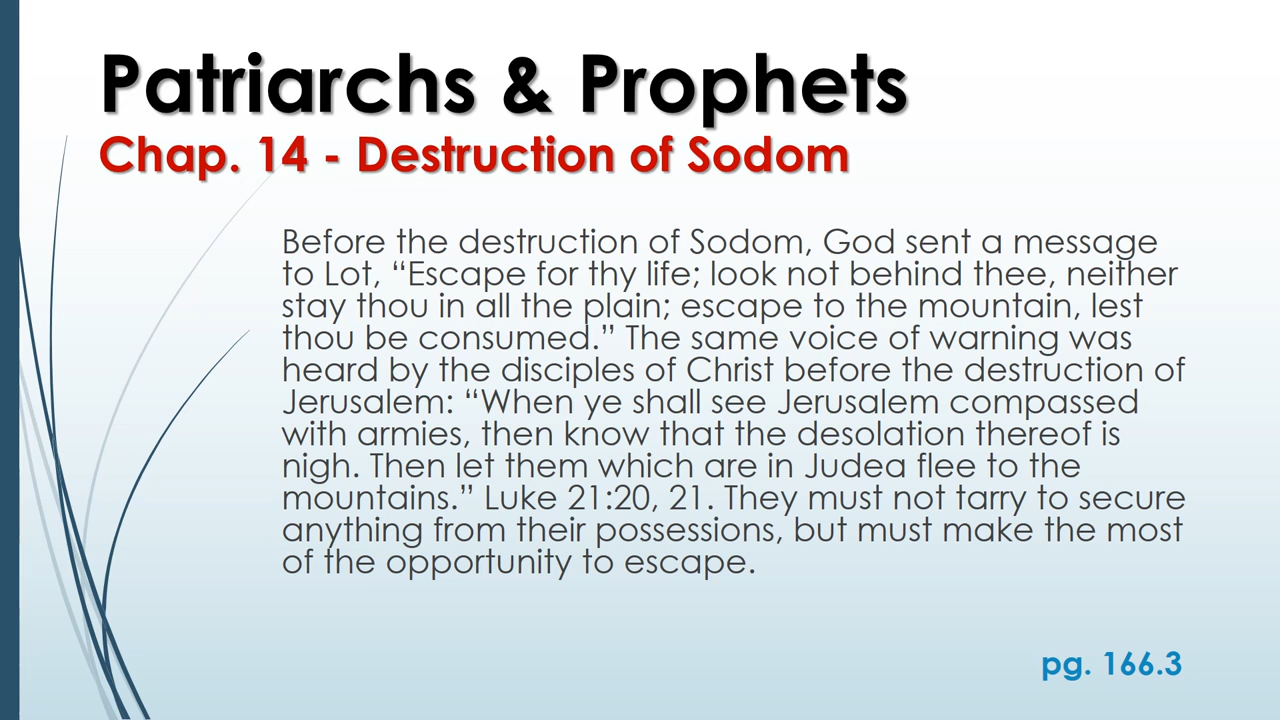 Patriarchs & Prophets
Chap. 14 - Destruction of Sodom
Before the destruction of Sodom, God sent a message
to Lot, “Escape for thy life; look not behind thee, neither
stay thou in all the plain; escape to the mountain, lest
thou be consumed.” The same voice of warning was
heard by the disciples of Christ before the destruction of
Jerusalem: “When ye shall see Jerusalem compassed
with armies, then know that the desolation thereof is
nigh. Then let them which are in Judea flee to the
mountains.” Luke 21:20, 21. They must not tarry to secure
anything from their possessions, but must make the most
of the opportunity to escape.
pg. 166.3